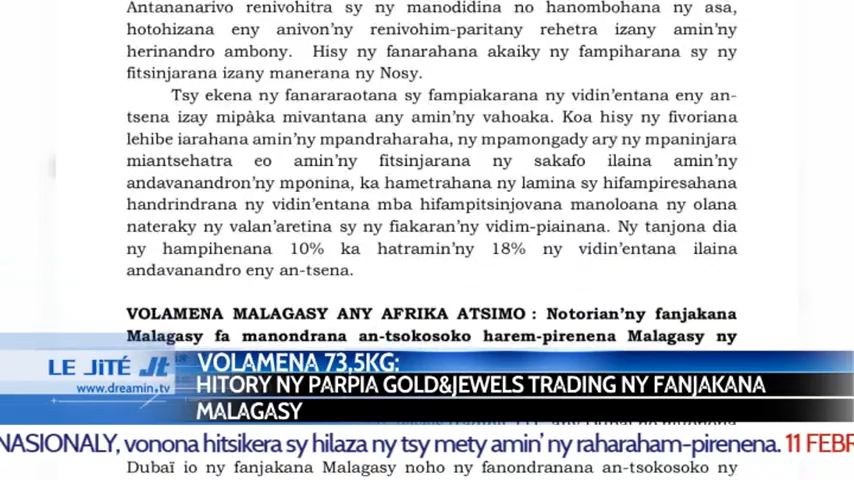 Antananarivo renivohitra sy ny manodidina no hanombohana ny asa,
hotohizana eny anivon'ny renivohim-paritany rehetra izany amin'ny
herinandro ambony. Hisy ny fanarahana akaiky ny fampiharana sy ny
fitsinjarana izany manerana ny Nosy.
Tsy ekena ny fanararaotana sy fampiakarana ny vidin'entana eny an-
tsena izay mipàka mivantana any amin'ny vahoaka. Koa hisy ny fivoriana
lehibe iarahana amin'ny mpandraharaha, ny mpamongady ary ny mpaninjara
miantsehatra eo amin'ny fitsinjarana ny sakafo ilaina amin'ny
andavanandron'ny mponina, ka hametrahana ny lamina sy hifampiresahana
handrindrana ny vidin'entana mba hifampitsinjovana manoloana ny olana
nateraky ny valan'aretina sy ny fiakaran'ny vidim-piainana. Ny tanjona dia
ny hampihenana 10% ka hatramin'ny 18% ny vidin'entana ilaina
andavanandro eny an-tsena.
VOLAMENA MALAGASY ANY AFRIKA ATSIMO : Notorian'ny fanjakana
Malagasy fa manondrana an-tsokosoko harem-pirenena Malagasy ny
LE JiTÉ Jt
www.dreamin.tv
VOLAMENA 73,5KG:
HITORY NY PARPIA GOLD&JEWELS TRADING NY FANJAKANA
MALAGASY
NASIONALY, vonona hitsikera sy hilaza ny tsy mety amin' ny raharaham-pirenena. 11 FEBR
Dubaï io ny fanjakana Malagasy noho ny fanondranana an-tsokosoko ny